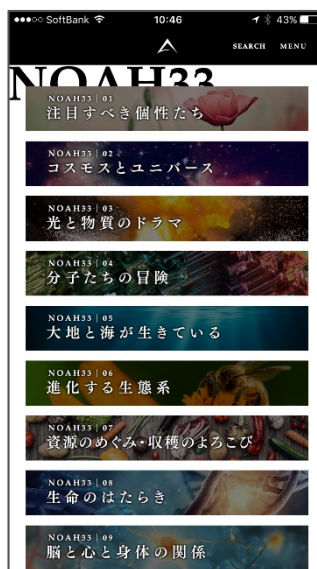 SoftBank 10:46 43%
SEARCH MENU
NOAH33
NOAH33 | 01
注目すべき個性たち
NOAH33 | 02
コスモスとユニバース
NOAH33 | 03
光と物質のドラマ
NOAH33 | 04
分子たちの冒険
NOAH33 | 05
大地と海が生きている
NOAH33 | 06
進化する生態系
NOAH33 | 07
資源のめぐみ・収穫のよろこび
NOAH33 | 08
生命のはたらき
NOAH33 | 09
脳と心と身体の関係